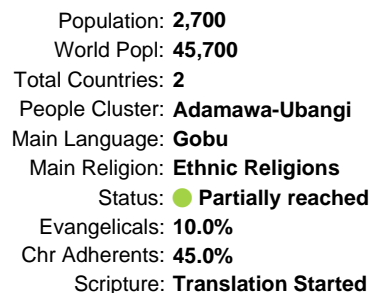 Population: 2,700
World Popl: 45,700
Total Countries: 2
People Cluster: Adamawa-Ubangi
Main Language: Gobu
Main Religion: Ethnic Religions
Status: Partially reached
Evangelicals: 10.0%
Chr Adherents: 45.0%
Scripture: Translation Started